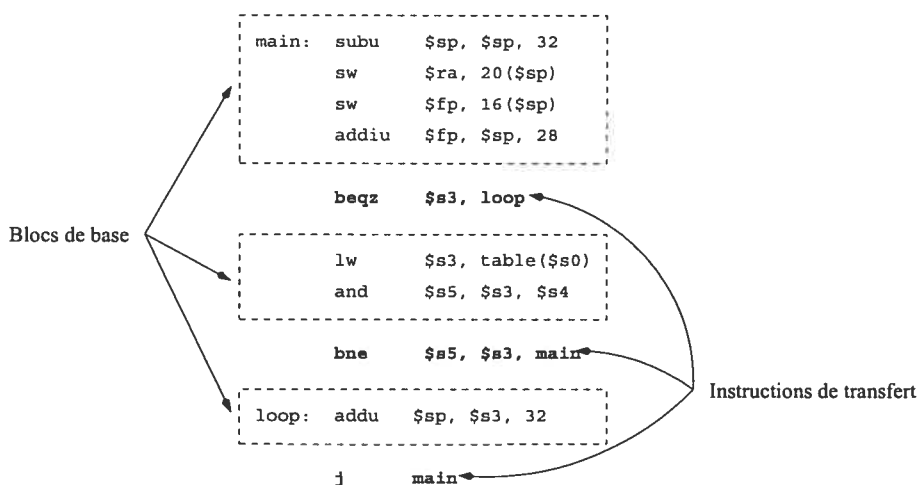 main: subu $sp, $sp, 32
sw $ra, 20($sp)
sw $fp, 16($sp)
addiu $fp, $sp, 28
beqz $s3, loop
Blocs de base
lw $s3, table($s0)
and $s5, $s3, $s4
bne $s5, $s3, main
Instructions de transfert
loop: addu $sp, $s3, 32
j main